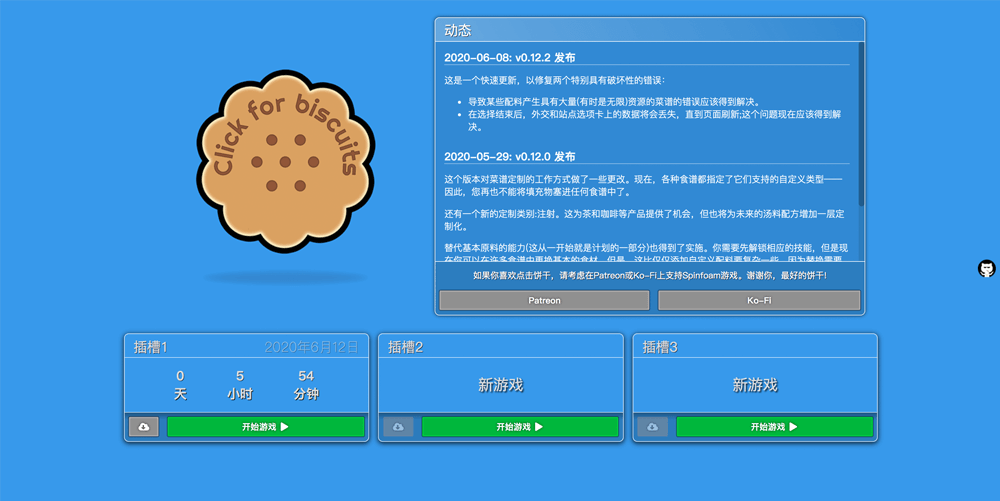 Click for biscuits
动态
2020-06-08: v0.12.2 发布
这是一个快速更新，以修复两个特别具有破坏性的错误:
导致某些配料产生具有大量(有时是无限)资源的菜谱的错误应该得到解决。
在选择结束后，外交和站点选项卡上的数据将会丢失，直到页面刷新;这个问题现在应该得到解
决。
2020-05-29: v0.12.0 发布
这个版本对菜谱定制的工作方式做了一些更改。现在，各种食谱都指定了它们支持的自定义类型——
因此，您再也不能将填充物塞进任何食谱中了。
还有一个新的定制类别:注射。这为茶和咖啡等产品提供了机会，但也将为未来的汤料配方增加一层定
制化。
替代基本原料的能力(这从一开始就是计划的一部分)也得到了实施。你需要先解锁相应的技能，但是现
在你可以在许多食谱中更换基本的食材。但是，这比仅仅添加自定义配料要复杂一些，因为替换需要
如果你喜欢点击饼干，请考虑在Patreon或Ko-Fi上支持Spinfoam游戏。谢谢你，最好的饼干!
Patreon
Ko-Fi
插槽1
2020年6月12日
0
5
54
天
小时
分钟
开始游戏
插槽2
新游戏
开始游戏
插槽3
新游戏
开始游戏